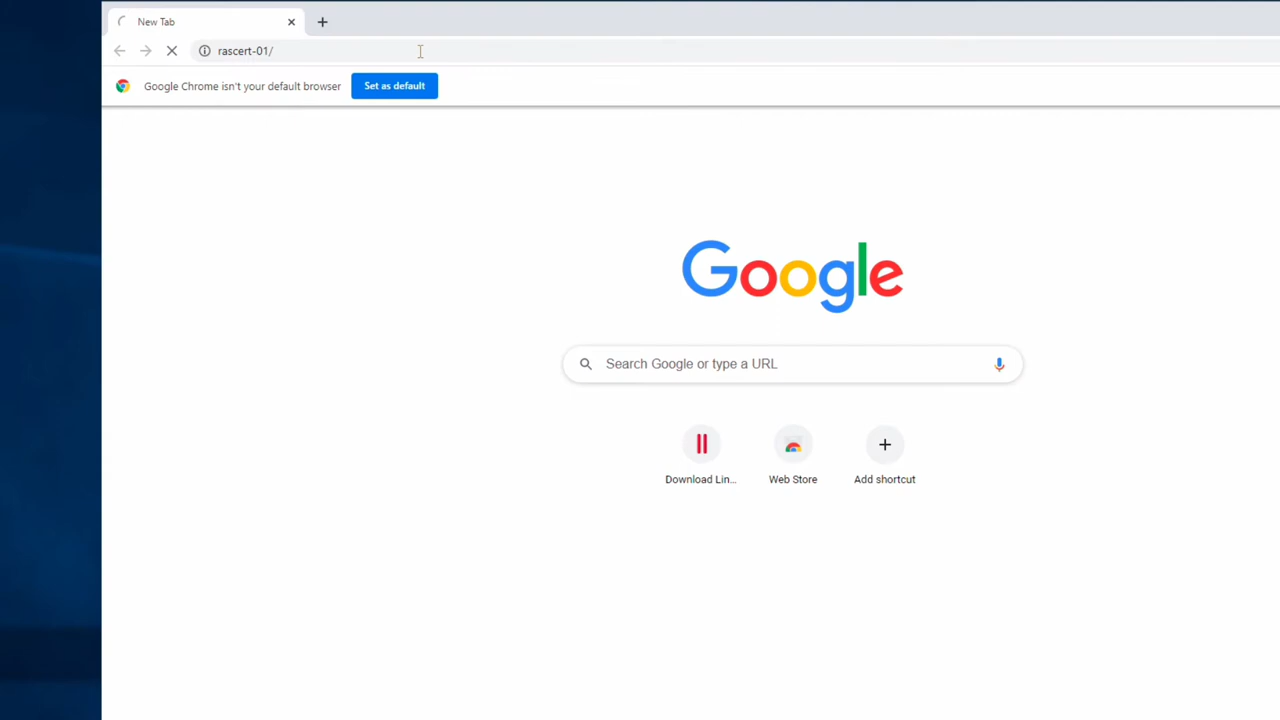 New Tab
rascert-01/
Google Chrome isn't your default browser Set as default
Google
Search Google or type a URL
Download Lin... Web Store Add shortcut